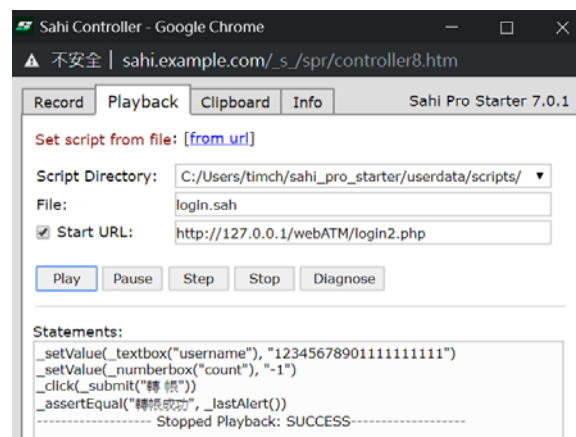 Sahi Controller - Google Chrome
不安全 | sahi.example.com/_s_/spr/controller8.htm
Record Playback Clipboard Info Sahi Pro Starter 7.0.1
Set script from file: [from url]
Script Directory: C:/Users/timch/sahi_pro_starter/userdata/scripts/
File: login.sah
Start URL: http://127.0.0.1/webATM/login2.php
Play Pause Step Stop Diagnose
Statements:
_setValue(_textbox("username"), "12345678901111111111")
_setValue(_numberbox("count"), "-1")
_click(_submit("轉 帳"))
_assertEqual("轉帳成功", _lastAlert())
------------------- Stopped Playback: SUCCESS-------------------